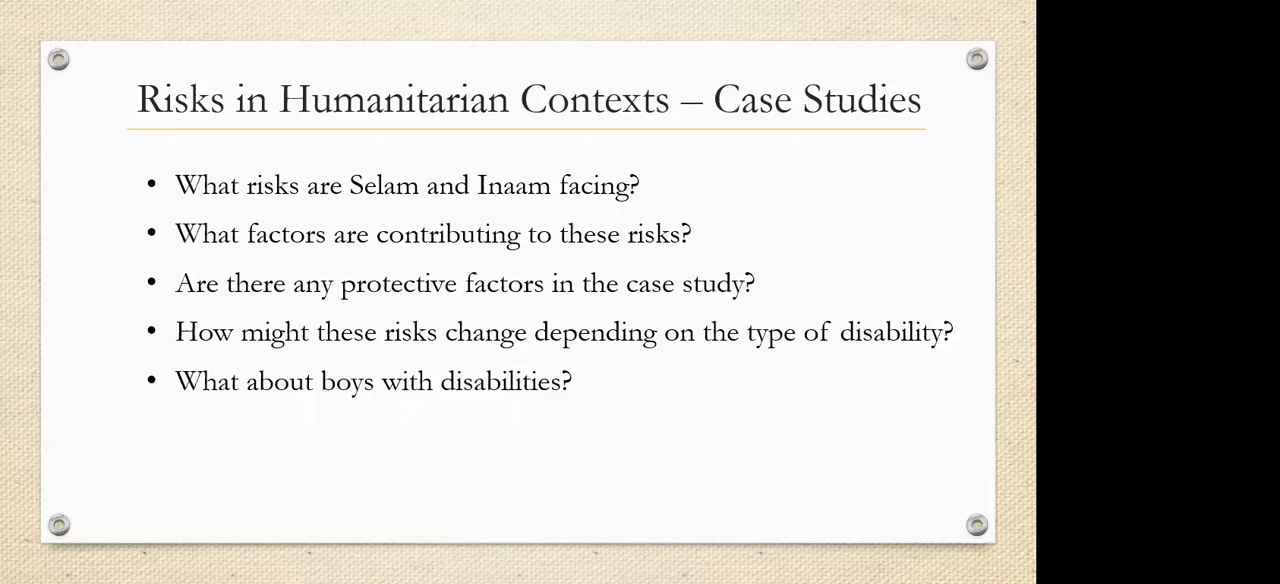 Risks in Humanitarian Contexts – Case Studies
• What risks are Selam and Inaam facing?
• What factors are contributing to these risks?
• Are there any protective factors in the case study?
• How might these risks change depending on the type of disability?
• What about boys with disabilities?